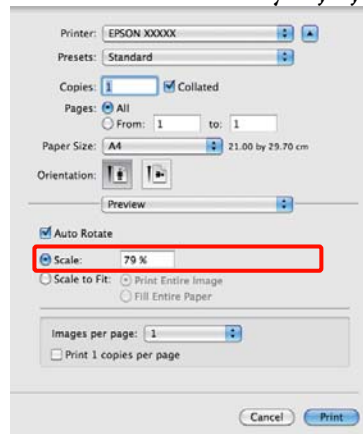 Printer: EPSON XXXXX
Presets: Standard
Copies: 1 Collated
Pages: All
From: 1 to: 1
Paper Size: A4 21.00 by 29.70 cm
Orientation:
Preview
Auto Rotate
Scale: 79 %
Scale to Fit: Print Entire Image
Fill Entire Paper
Images per page: 1
Print 1 copies per page
Cancel Print